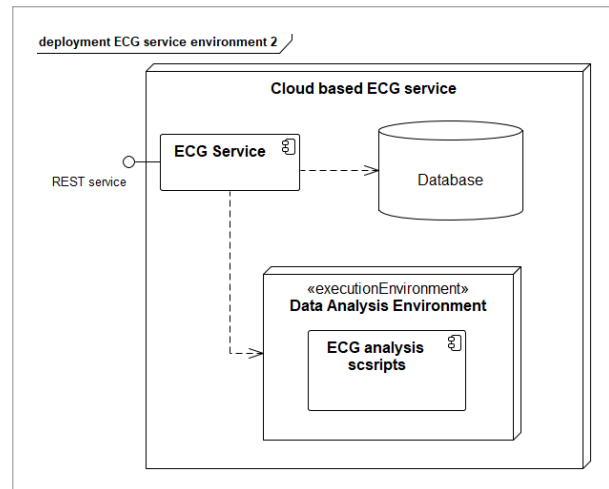 deployment ECG service environment 2
Cloud based ECG service
ECG Service
REST service
Database
«executionEnvironment»
Data Analysis Environment
ECG analysis
scsripts